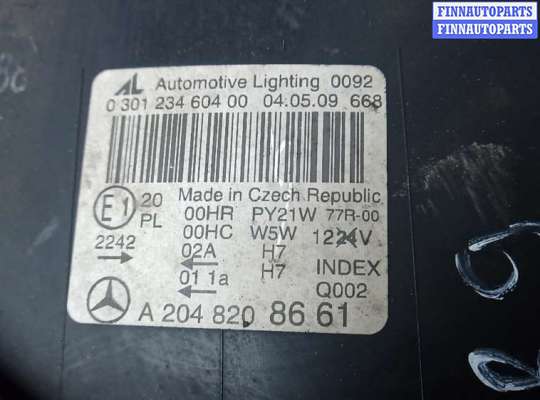 FINNAUTOPARTS
FINNAUTOPARTS
AL Automotive Lighting 0092
0 301 234 604 00 04.05.09 668
Made in Czech Republic
E1 20 PL
00HR PY21W 77R-00
00HC W5W 12V
2242 02A H7
01 1a H7 INDEX
Q002
A 204 820 86 61